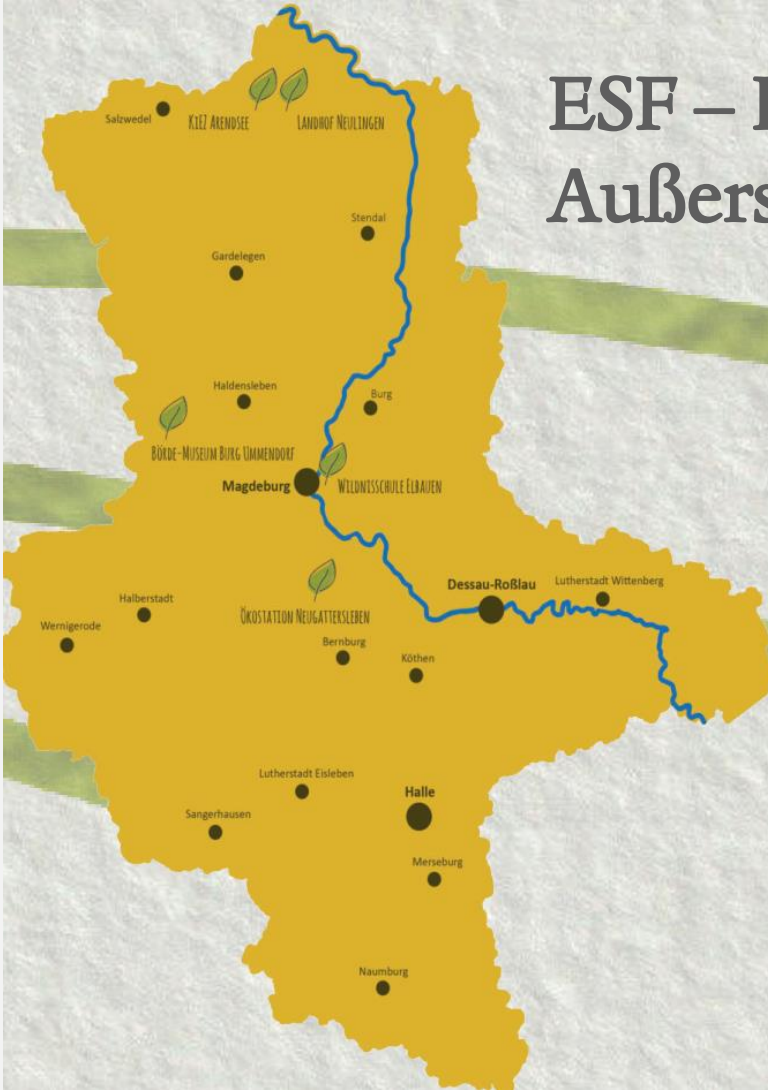 ESF –
Außers
Salzwedel
KiEZ Arendsee
Landhof Neulingen
Stendal
Gardelegen
Haldensleben
Burg
Börde-Museum Burg Ummendorf
Magdeburg
Wildnisschule Elbauen
Dessau-Roßlau
Lutherstadt Wittenberg
Halberstadt
Ökostation Neugattersleben
Wernigerode
Bernburg
Köthen
Lutherstadt Eisleben
Halle
Sangerhausen
Merseburg
Naumburg